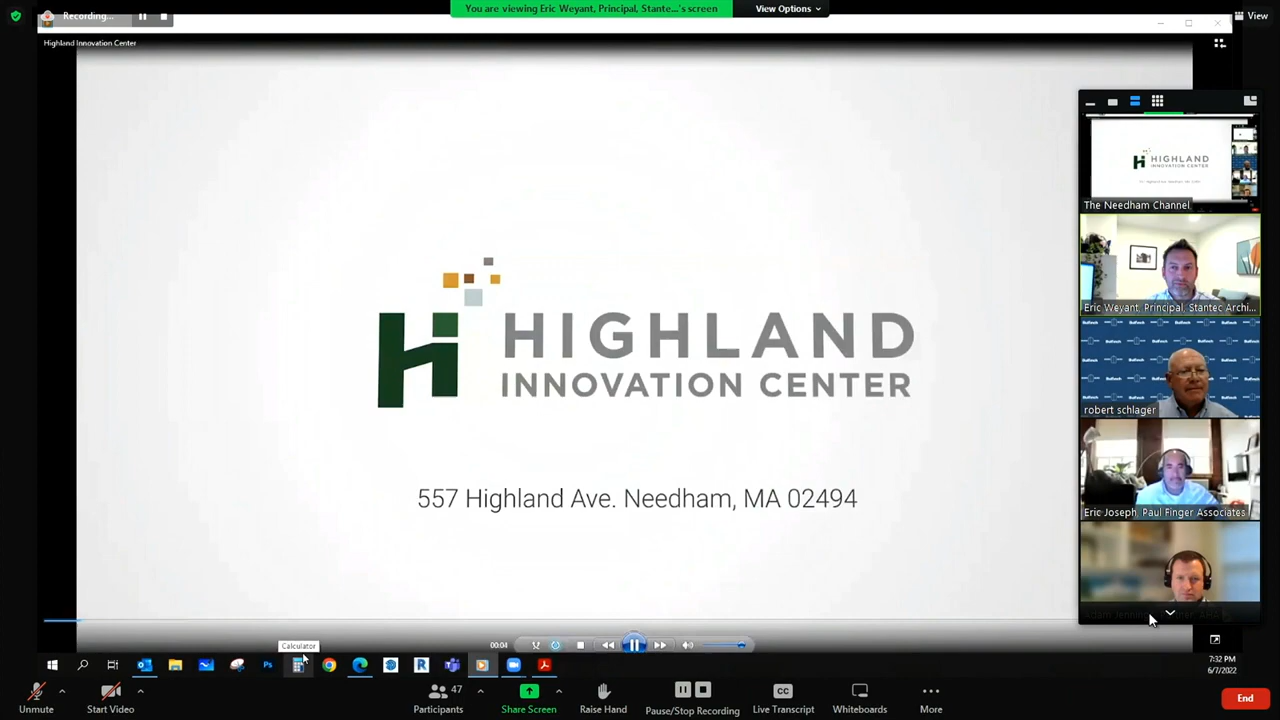 Recording...
You are viewing Eric Weyant, Principal, Stante...'s screen
View Options
View
Highland Innovation Center
HIGHLAND
INNOVATION CENTER
557 Highland Ave. Needham, MA 02494
HIGHLAND
INNOVATION CENTER
The Needham Channel
Eric Weyant, Principal, Stantec Archi...
robert schlager
Eric Joseph, Paul Finger Associates
Calculator
00:04
7:32 PM
6/7/2022
Unmute
Start Video
Participants
47
Share Screen
Raise Hand
Pause/Stop Recording
CC
Live Transcript
Whiteboards
More
End